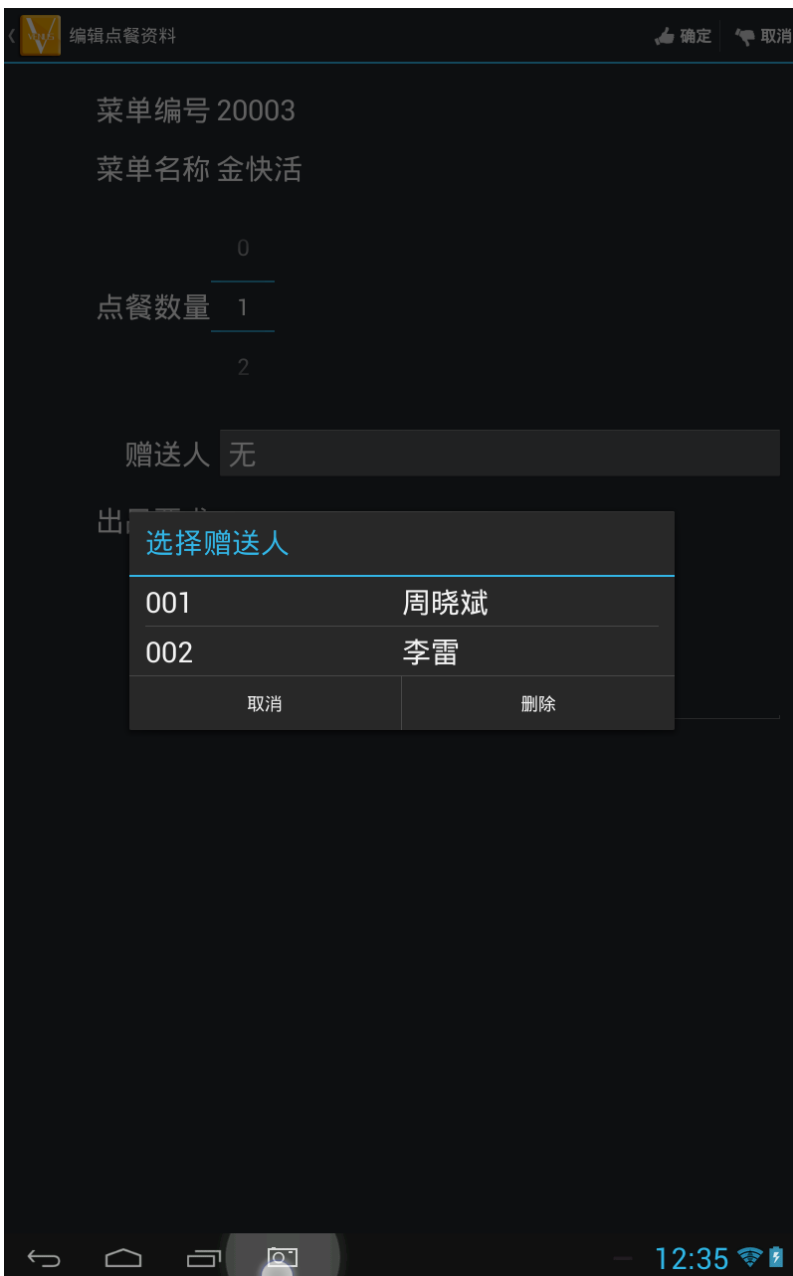 编辑点餐资料 确定 取消
菜单编号 20003
菜单名称 金快活
0
点餐数量 1
2
赠送人 无
选择赠送人
001 周晓斌
002 李雷
取消 删除
12:35